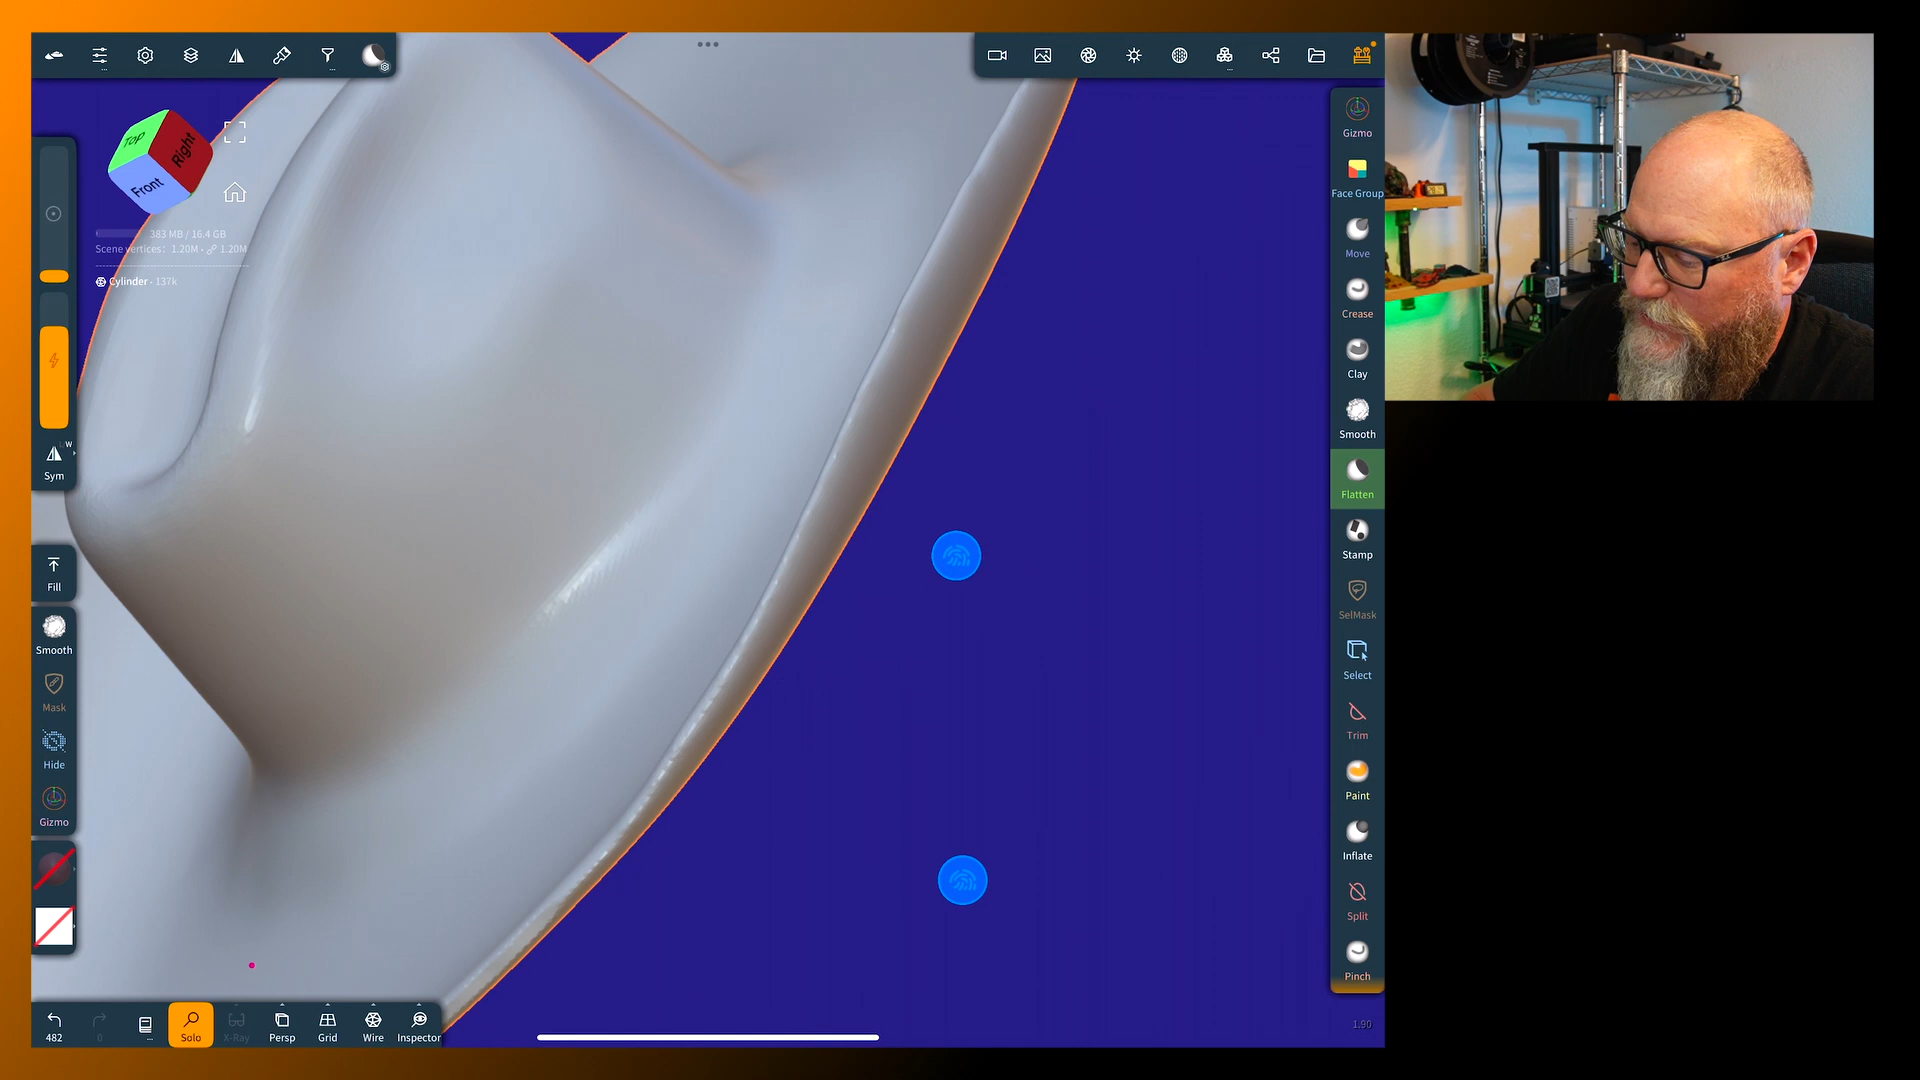 Top
Right
Front
383 MB / 16.4 GB
Scene vertices: 1.20M • 1.20M
Cylinder • 137k
W
Sym
Fill
Smooth
Mask
Hide
Gizmo
482
0
...
Solo
X-Ray
Persp
Grid
Wire
Inspector
Gizmo
Face Group
Move
Crease
Clay
Smooth
Flatten
Stamp
SelMask
Select
Trim
Paint
Inflate
Split
Pinch
1.90